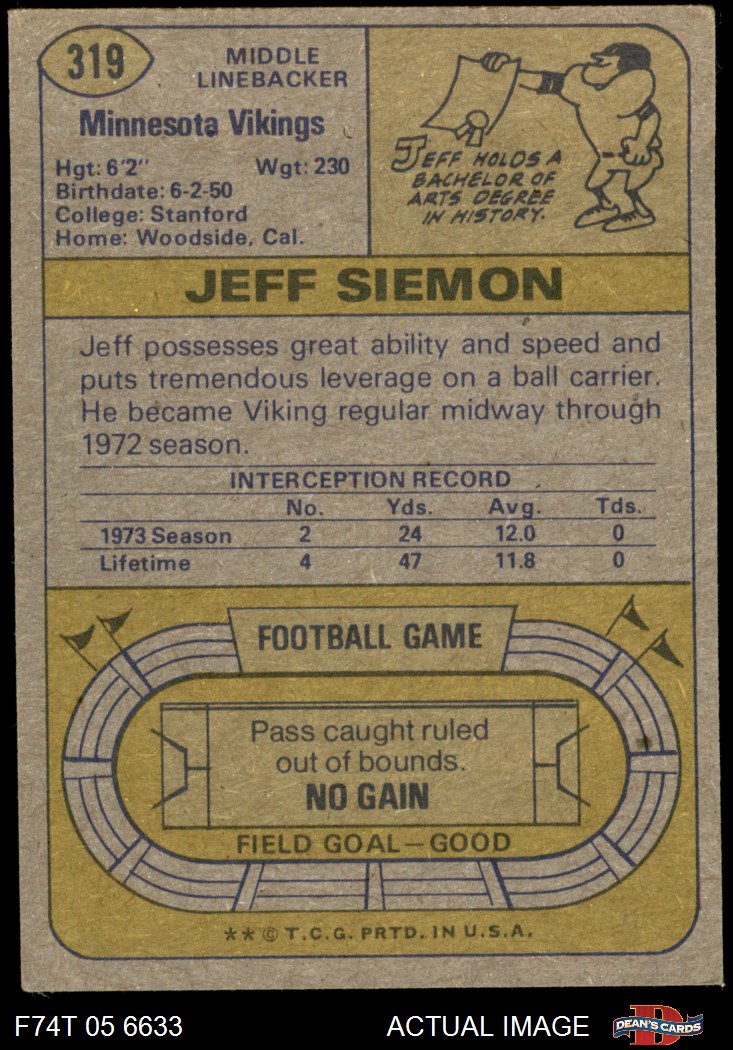 319
MIDDLE
LINEBACKER
Minnesota Vikings
Hgt: 6'2" Wgt: 230
Birthdate: 6-2-50
College: Stanford
Home: Woodside, Cal.
JEFF HOLDS A
BACHELOR OF
ARTS DEGREE
IN HISTORY.
JEFF SIEMON
Jeff possesses great ability and speed and
puts tremendous leverage on a ball carrier.
He became Viking regular midway through
1972 season.
INTERCEPTION RECORD
No. Yds. Avg. Tds.
1973 Season 2 24 12.0 0
Lifetime 4 47 11.8 0
FOOTBALL GAME
Pass caught ruled
out of bounds.
NO GAIN
FIELD GOAL—GOOD
** © T.C.G. PRTD. IN U.S.A.
F74T 05 6633 ACTUAL IMAGE
DEAN'S CARDS